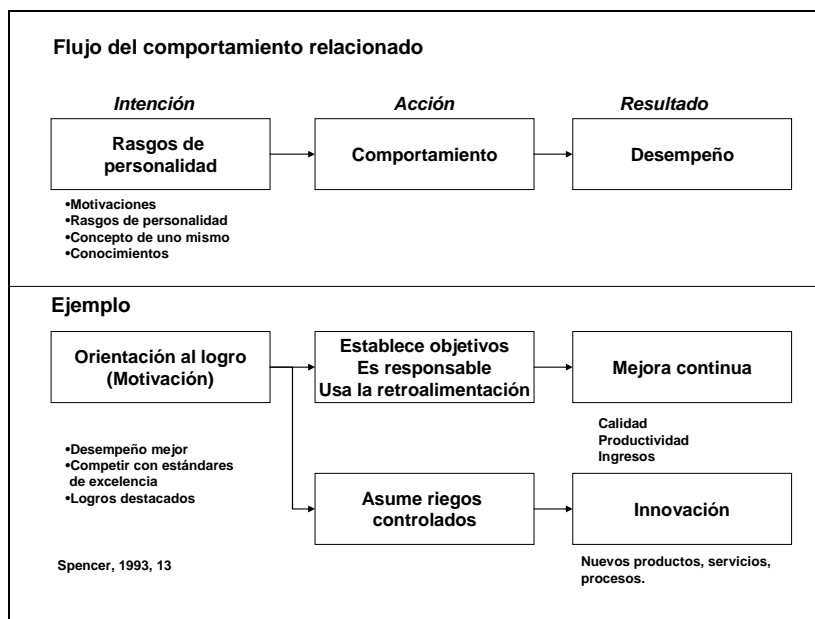 Flujo del comportamiento relacionado
Intención
Acción
Resultado
Rasgos de
personalidad
Comportamiento
Desempeño
•Motivaciones
•Rasgos de personalidad
•Concepto de uno mismo
•Conocimientos
Ejemplo
Orientación al logro
(Motivación)
Establece objetivos
Es responsable
Usa la retroalimentación
Mejora continua
Calidad
Productividad
Ingresos
•Desempeño mejor
•Competir con estándares
de excelencia
•Logros destacados
Asume riegos
controlados
Innovación
Nuevos productos, servicios,
procesos.
Spencer, 1993, 13